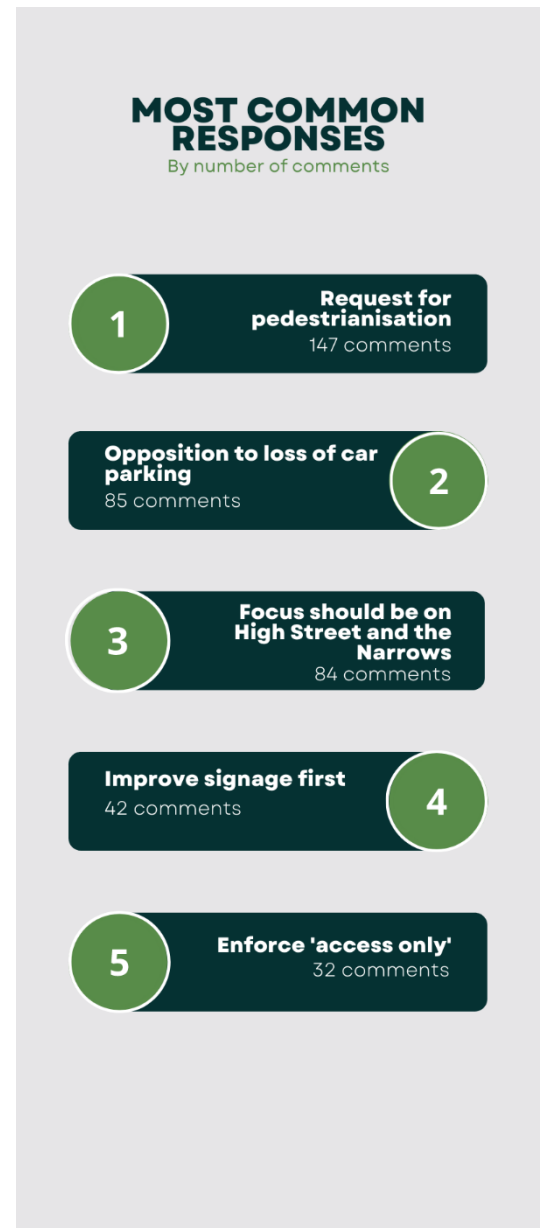 MOST COMMON
RESPONSES
By number of comments
1
Request for
pedestrianisation
147 comments
Opposition to loss of car
parking
85 comments
2
3
Focus should be on
High Street and the
Narrows
84 comments
Improve signage first
42 comments
4
5
Enforce 'access only'
32 comments